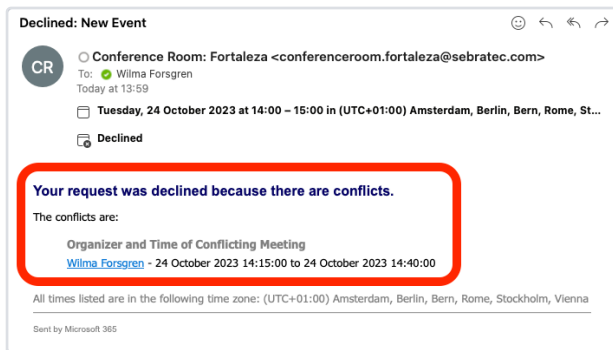 Declined: New Event
CR
Conference Room: Fortaleza <conferenceroom.fortaleza@sebratec.com>
To: Wilma Forsgren
Today at 13:59
Tuesday, 24 October 2023 at 14:00 – 15:00 in (UTC+01:00) Amsterdam, Berlin, Bern, Rome, St...
Declined
Your request was declined because there are conflicts.
The conflicts are:
Organizer and Time of Conflicting Meeting
Wilma Forsgren - 24 October 2023 14:15:00 to 24 October 2023 14:40:00
All times listed are in the following time zone: (UTC+01:00) Amsterdam, Berlin, Bern, Rome, Stockholm, Vienna
Sent by Microsoft 365